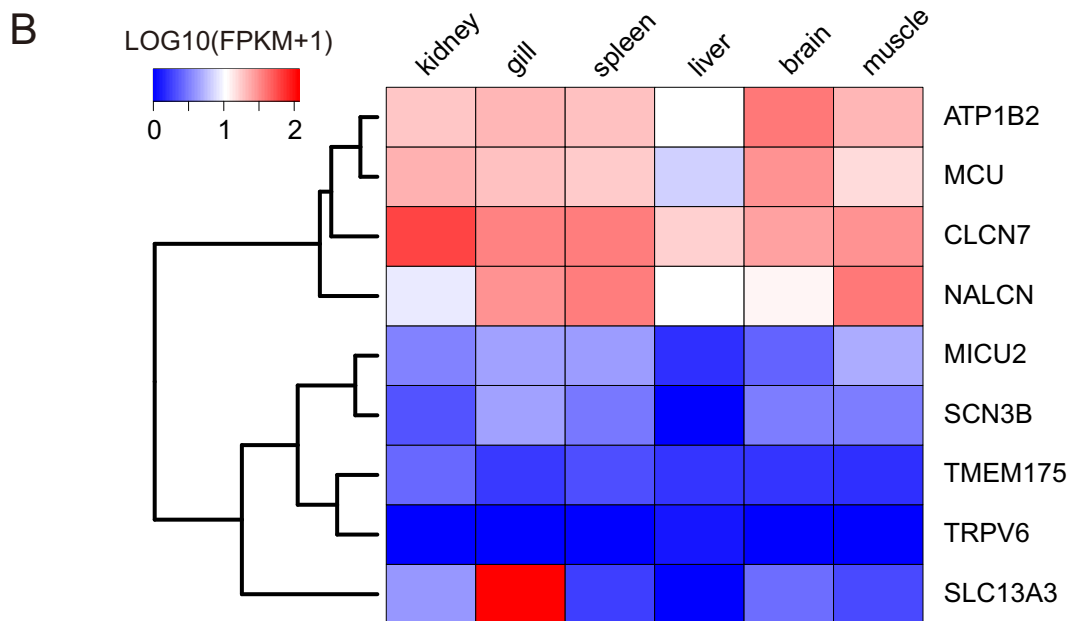 B
LOG10(FPKM+1)
0 1 2
kidney gill spleen liver brain muscle
ATP1B2
MCU
CLCN7
NALCN
MICU2
SCN3B
TMEM175
TRPV6
SLC13A3